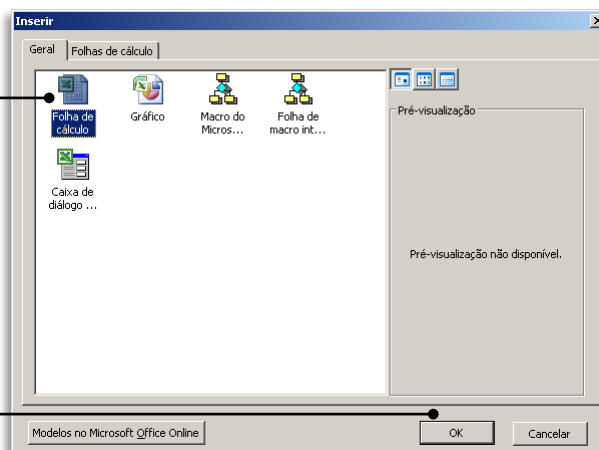 Inserir
Geral
Folhas de cálculo
Folha de
cálculo
Gráfico
Macro do
Micros...
Folha de
macro int...
Caixa de
diálogo ...
Pré-visualização
Pré-visualização não disponível.
Modelos no Microsoft Office Online
OK
Cancelar